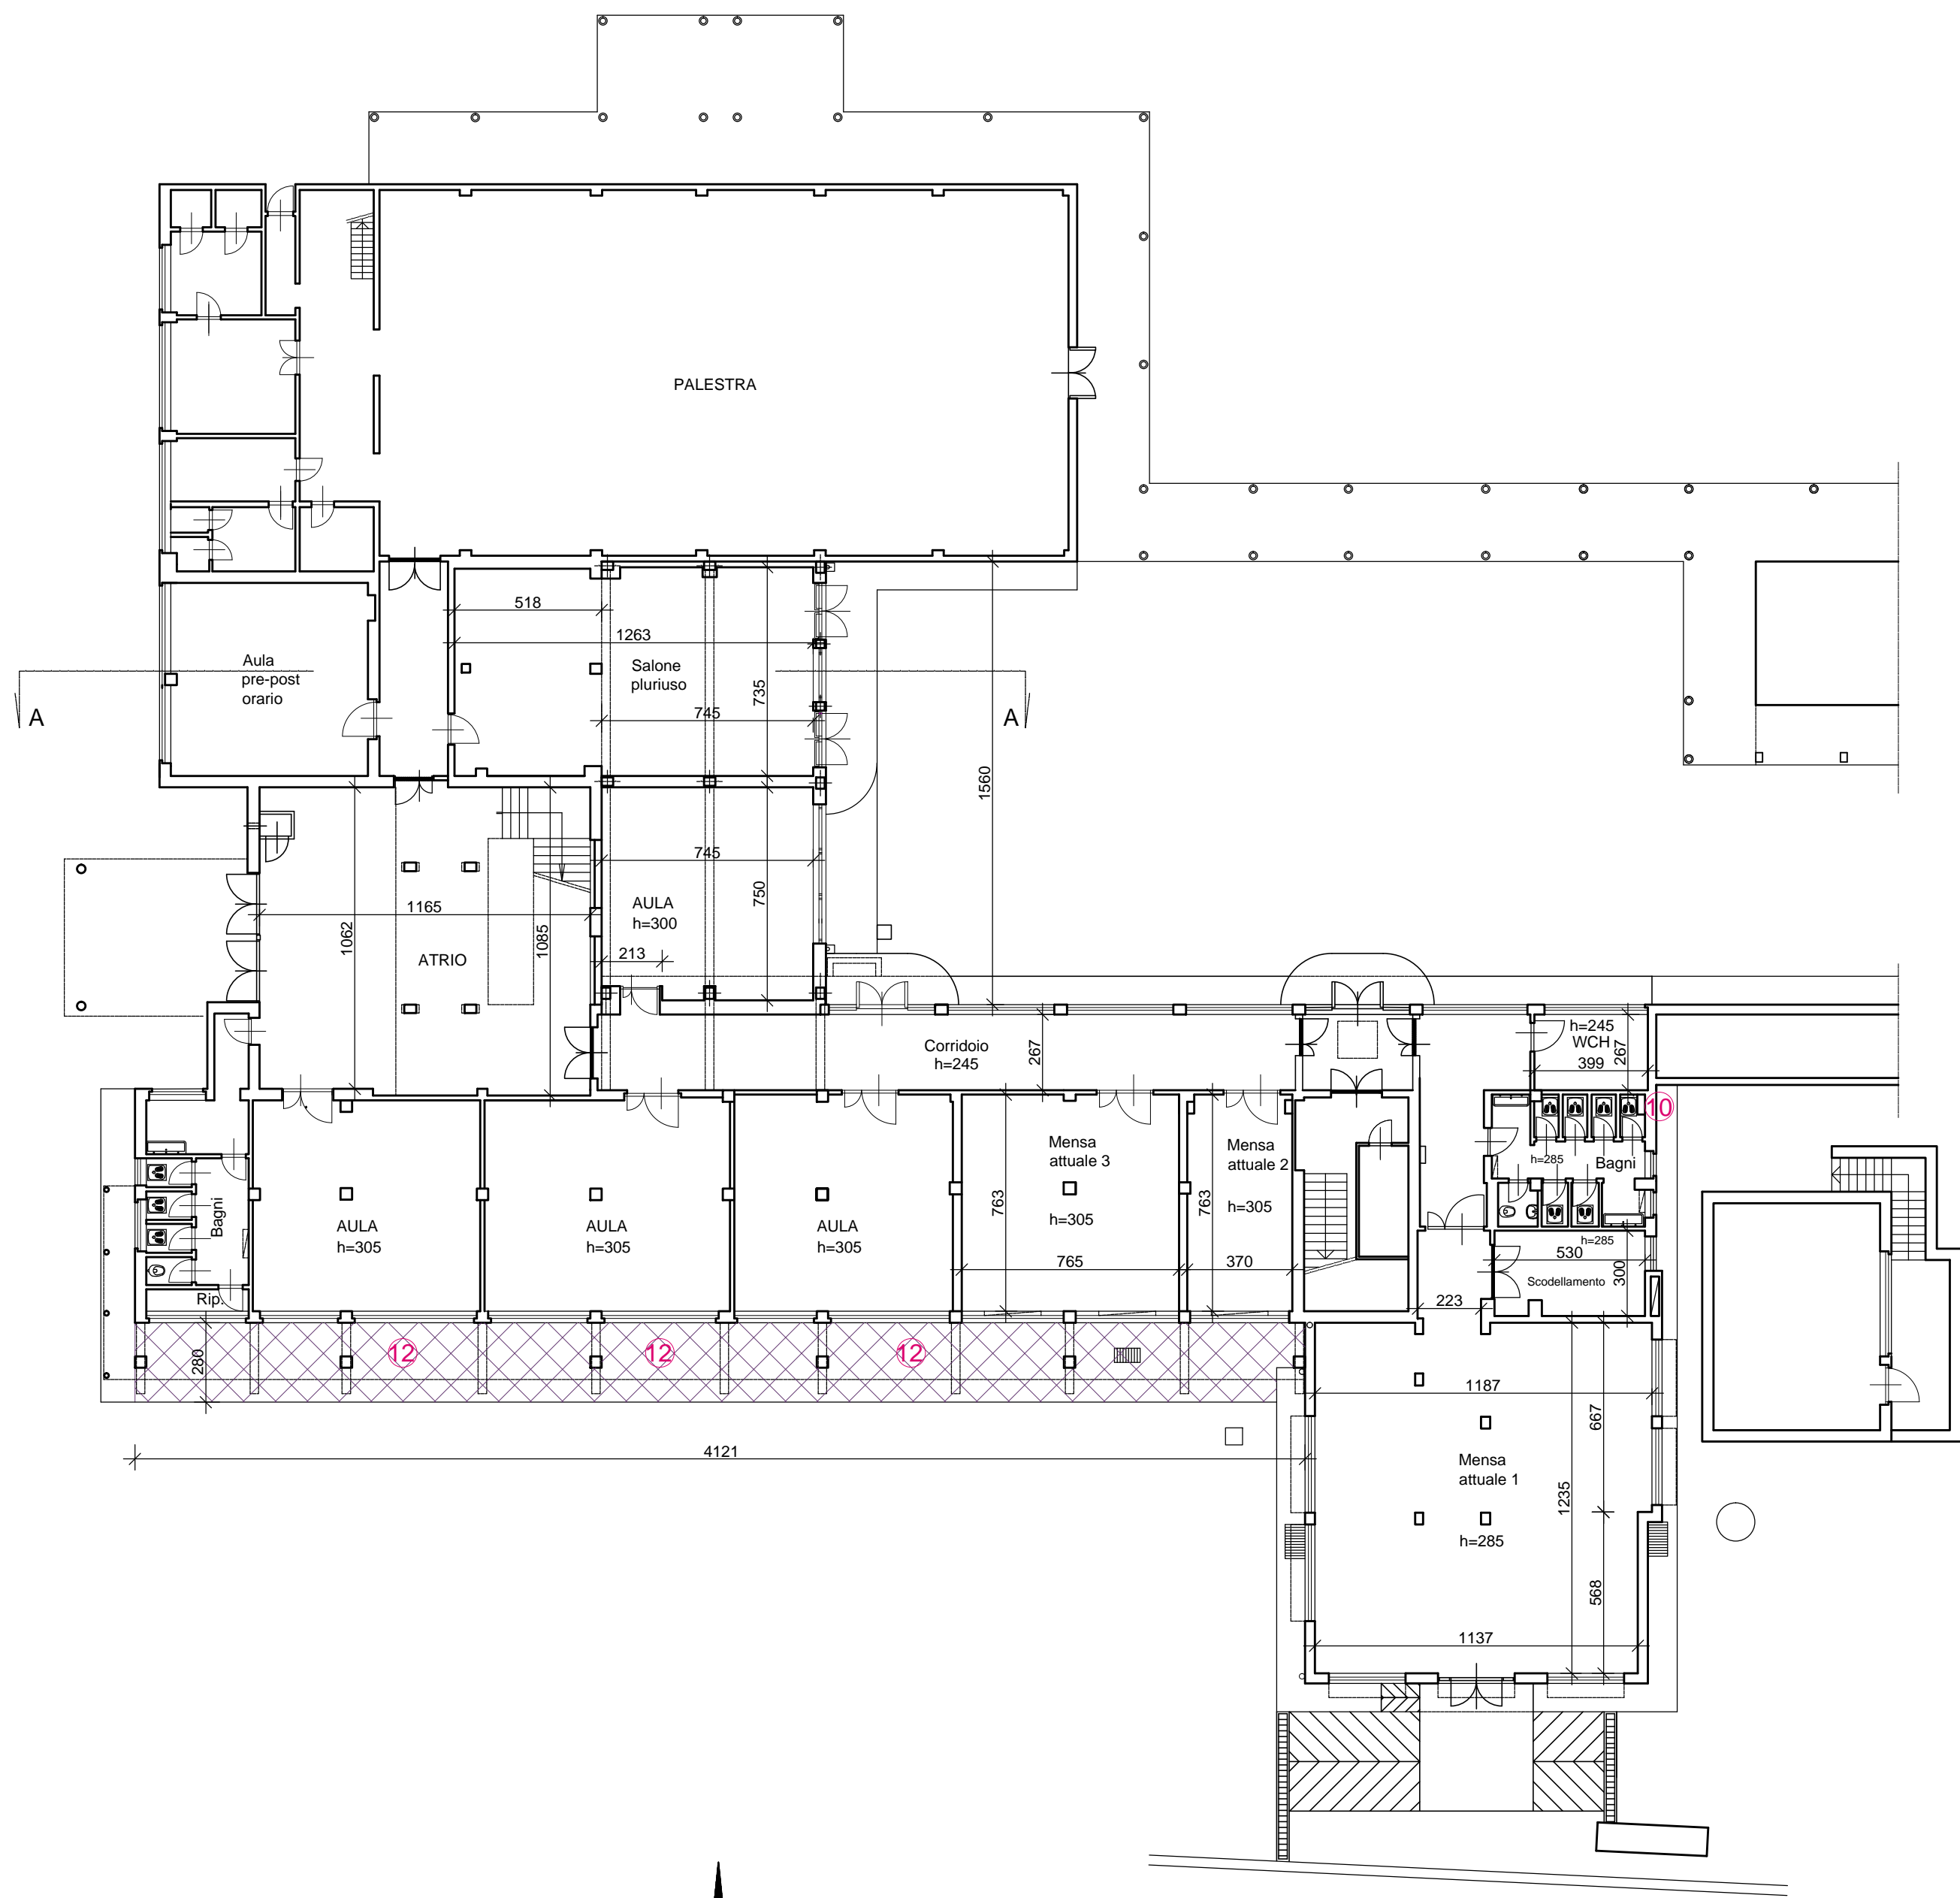 PALESTRA
518
1263
Aula
pre-post
orario
Salone
pluriuso
735
745
A
A
1560
745
750
1165
1062
1085
AULA
h=300
213
ATRIO
Corridoio
h=245
267
h=245
WCH
399
267
10
h=285
Bagni
Mensa
attuale 3
h=305
763
765
Mensa
attuale 2
h=305
763
370
Bagni
AULA
h=305
AULA
h=305
AULA
h=305
h=285
530
Scodellamento
300
Rip.
223
280
12
12
12
1187
667
4121
Mensa
attuale 1
1235
h=285
568
1137